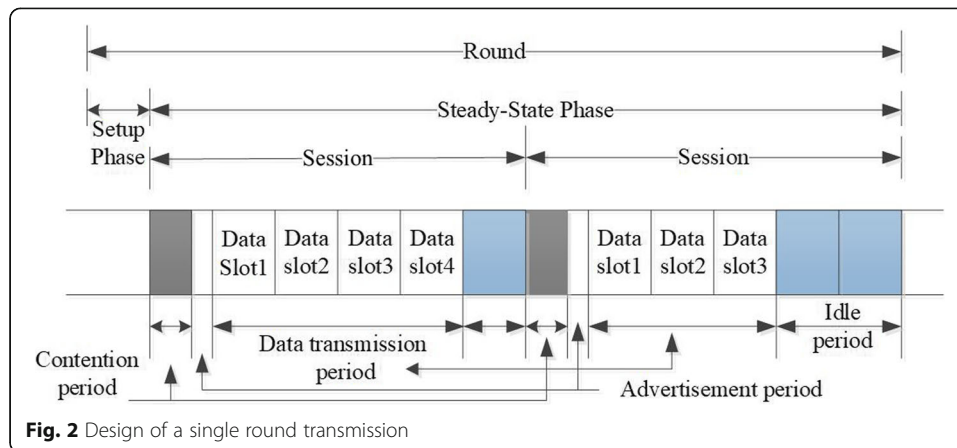 Round
Steady-State Phase
Setup
Phase
Session
Session
Data
Slot1
Data
slot2
Data
slot3
Data
slot4
Data
slot1
Data
slot2
Data
slot3
Idle
period
Contention
period
Data transmission
period
Advertisement period
Fig. 2 Design of a single round transmission